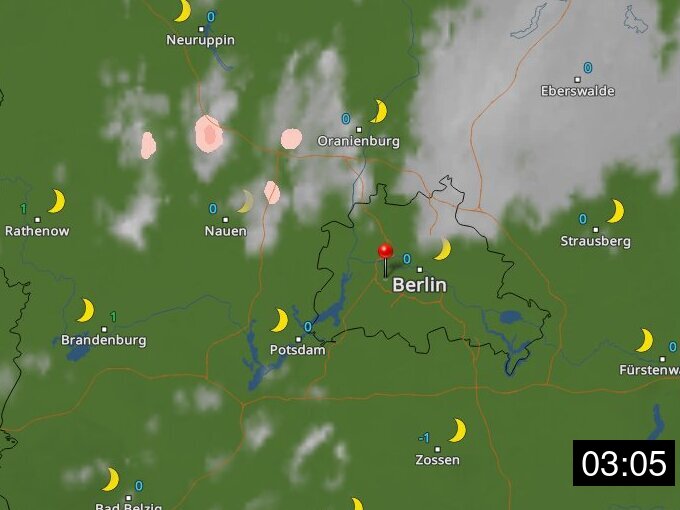 0
Neuruppin
0
Eberswalde
0
Oranienburg
1
Rathenow
0
Nauen
0
Strausberg
0
Berlin
1
Brandenburg
0
Potsdam
0
Fürstenwa
-1
Zossen
03:05
0
Bad Belzig